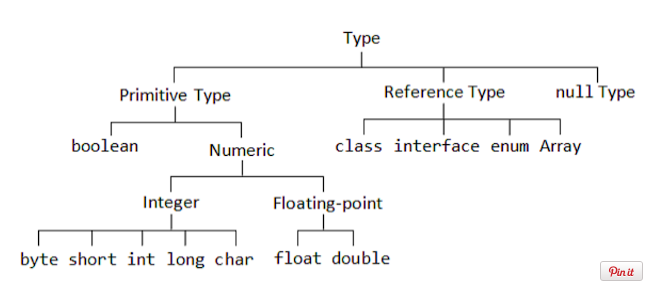 Type
Primitive Type Reference Type null Type
boolean Numeric class interface enum Array
Integer Floating-point
byte short int long char float double
Pin it